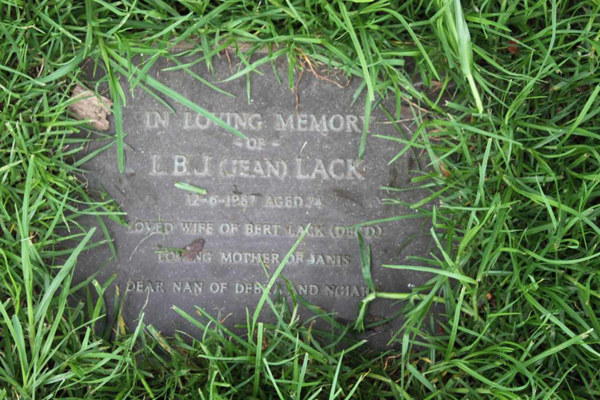 IN LOVING MEMORY
- OF -
L.B.J. (JEAN) LACK
12-6-1987 AGED 74
LOVED WIFE OF BERT LACK (DEC'D)
LOVING MOTHER OF JANIS
DEAR NAN OF AND